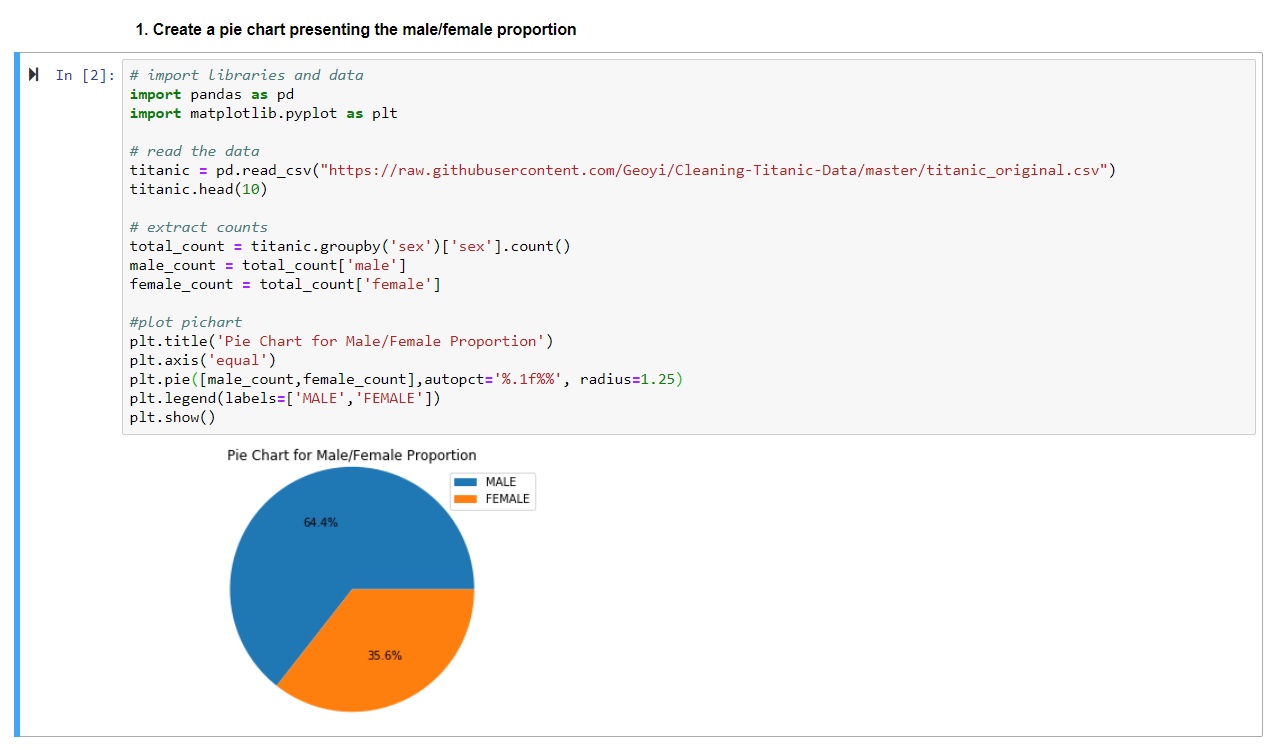 1. Create a pie chart presenting the male/female proportion
In [2]:
# import libraries and data
import pandas as pd
import matplotlib.pyplot as plt
# read the data
titanic = pd.read_csv("https://raw.githubusercontent.com/Geoyi/Cleaning-Titanic-Data/master/titanic_original.csv")
titanic.head(10)
# extract counts
total_count = titanic.groupby('sex')['sex'].count()
male_count = total_count['male']
female_count = total_count['female']
#plot pichart
plt.title('Pie Chart for Male/Female Proportion')
plt.axis('equal')
plt.pie([male_count,female_count],autopct='%.1f%%', radius=1.25)
plt.legend(labels=['MALE','FEMALE'])
plt.show()
Pie Chart for Male/Female Proportion
MALE
FEMALE
64.4%
35.6%